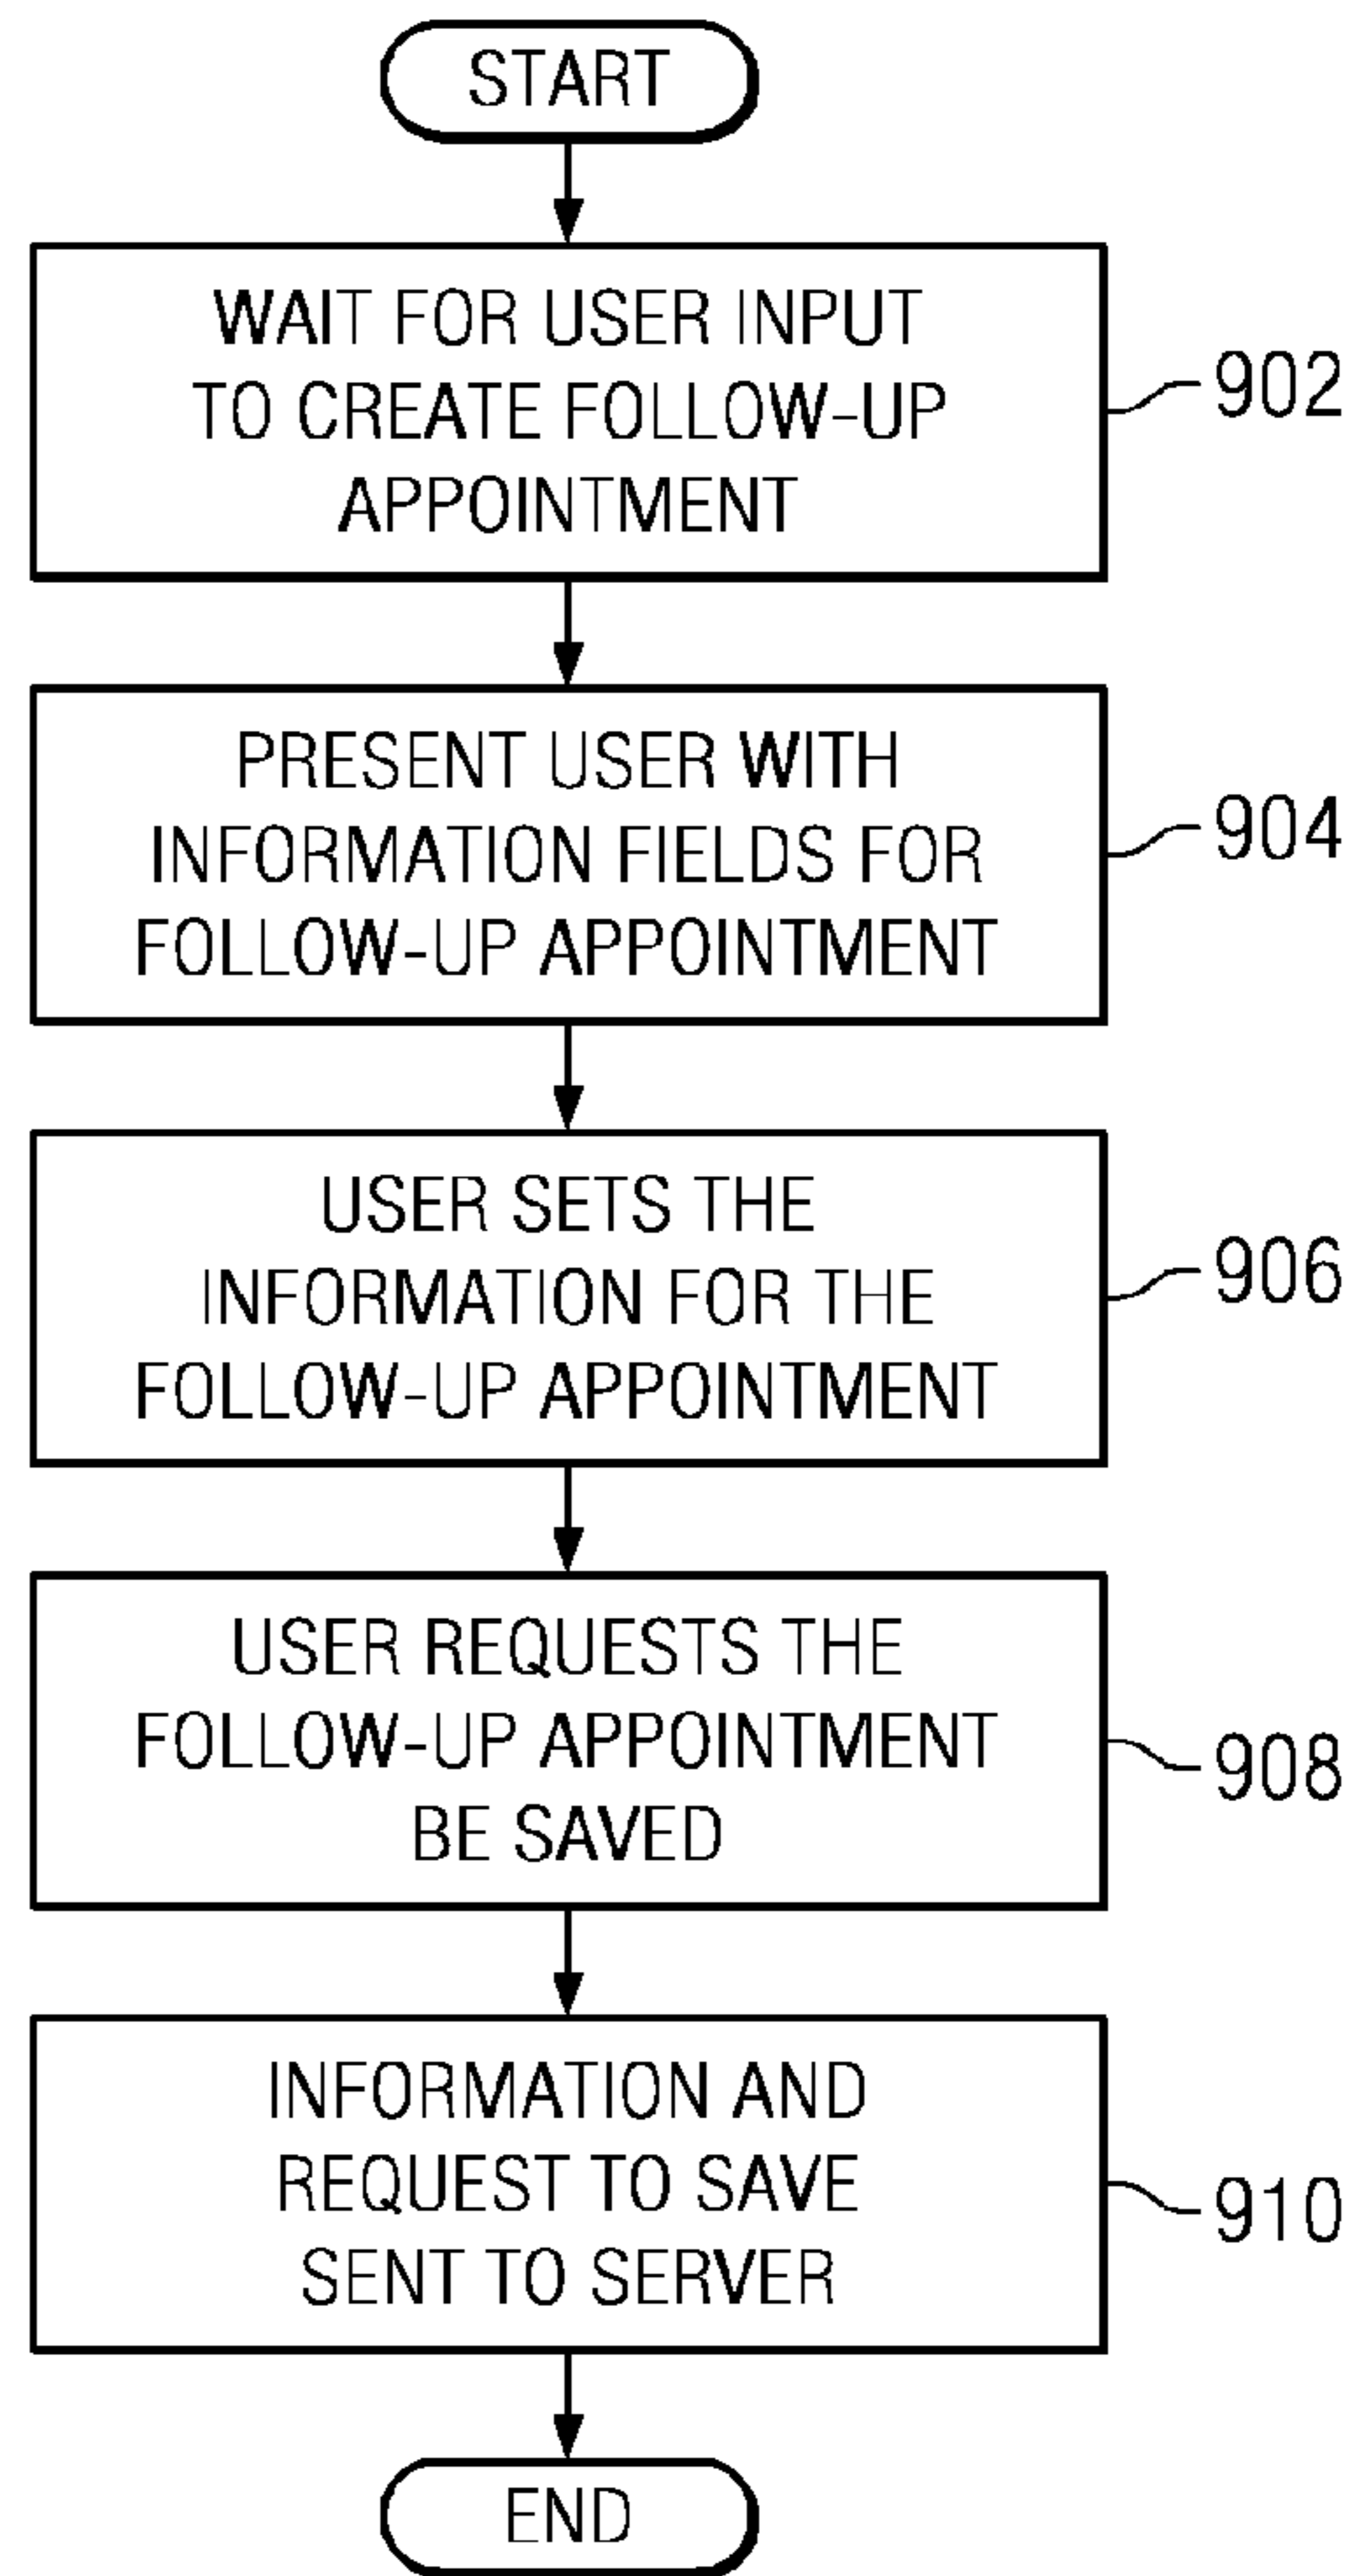 START
WAIT FOR USER INPUT
TO CREATE FOLLOW-UP
APPOINTMENT
902
PRESENT USER WITH
INFORMATION FIELDS FOR
FOLLOW-UP APPOINTMENT
904
USER SETS THE
INFORMATION FOR THE
FOLLOW-UP APPOINTMENT
906
USER REQUESTS THE
FOLLOW-UP APPOINTMENT
BE SAVED
908
INFORMATION AND
REQUEST TO SAVE
SENT TO SERVER
910
END